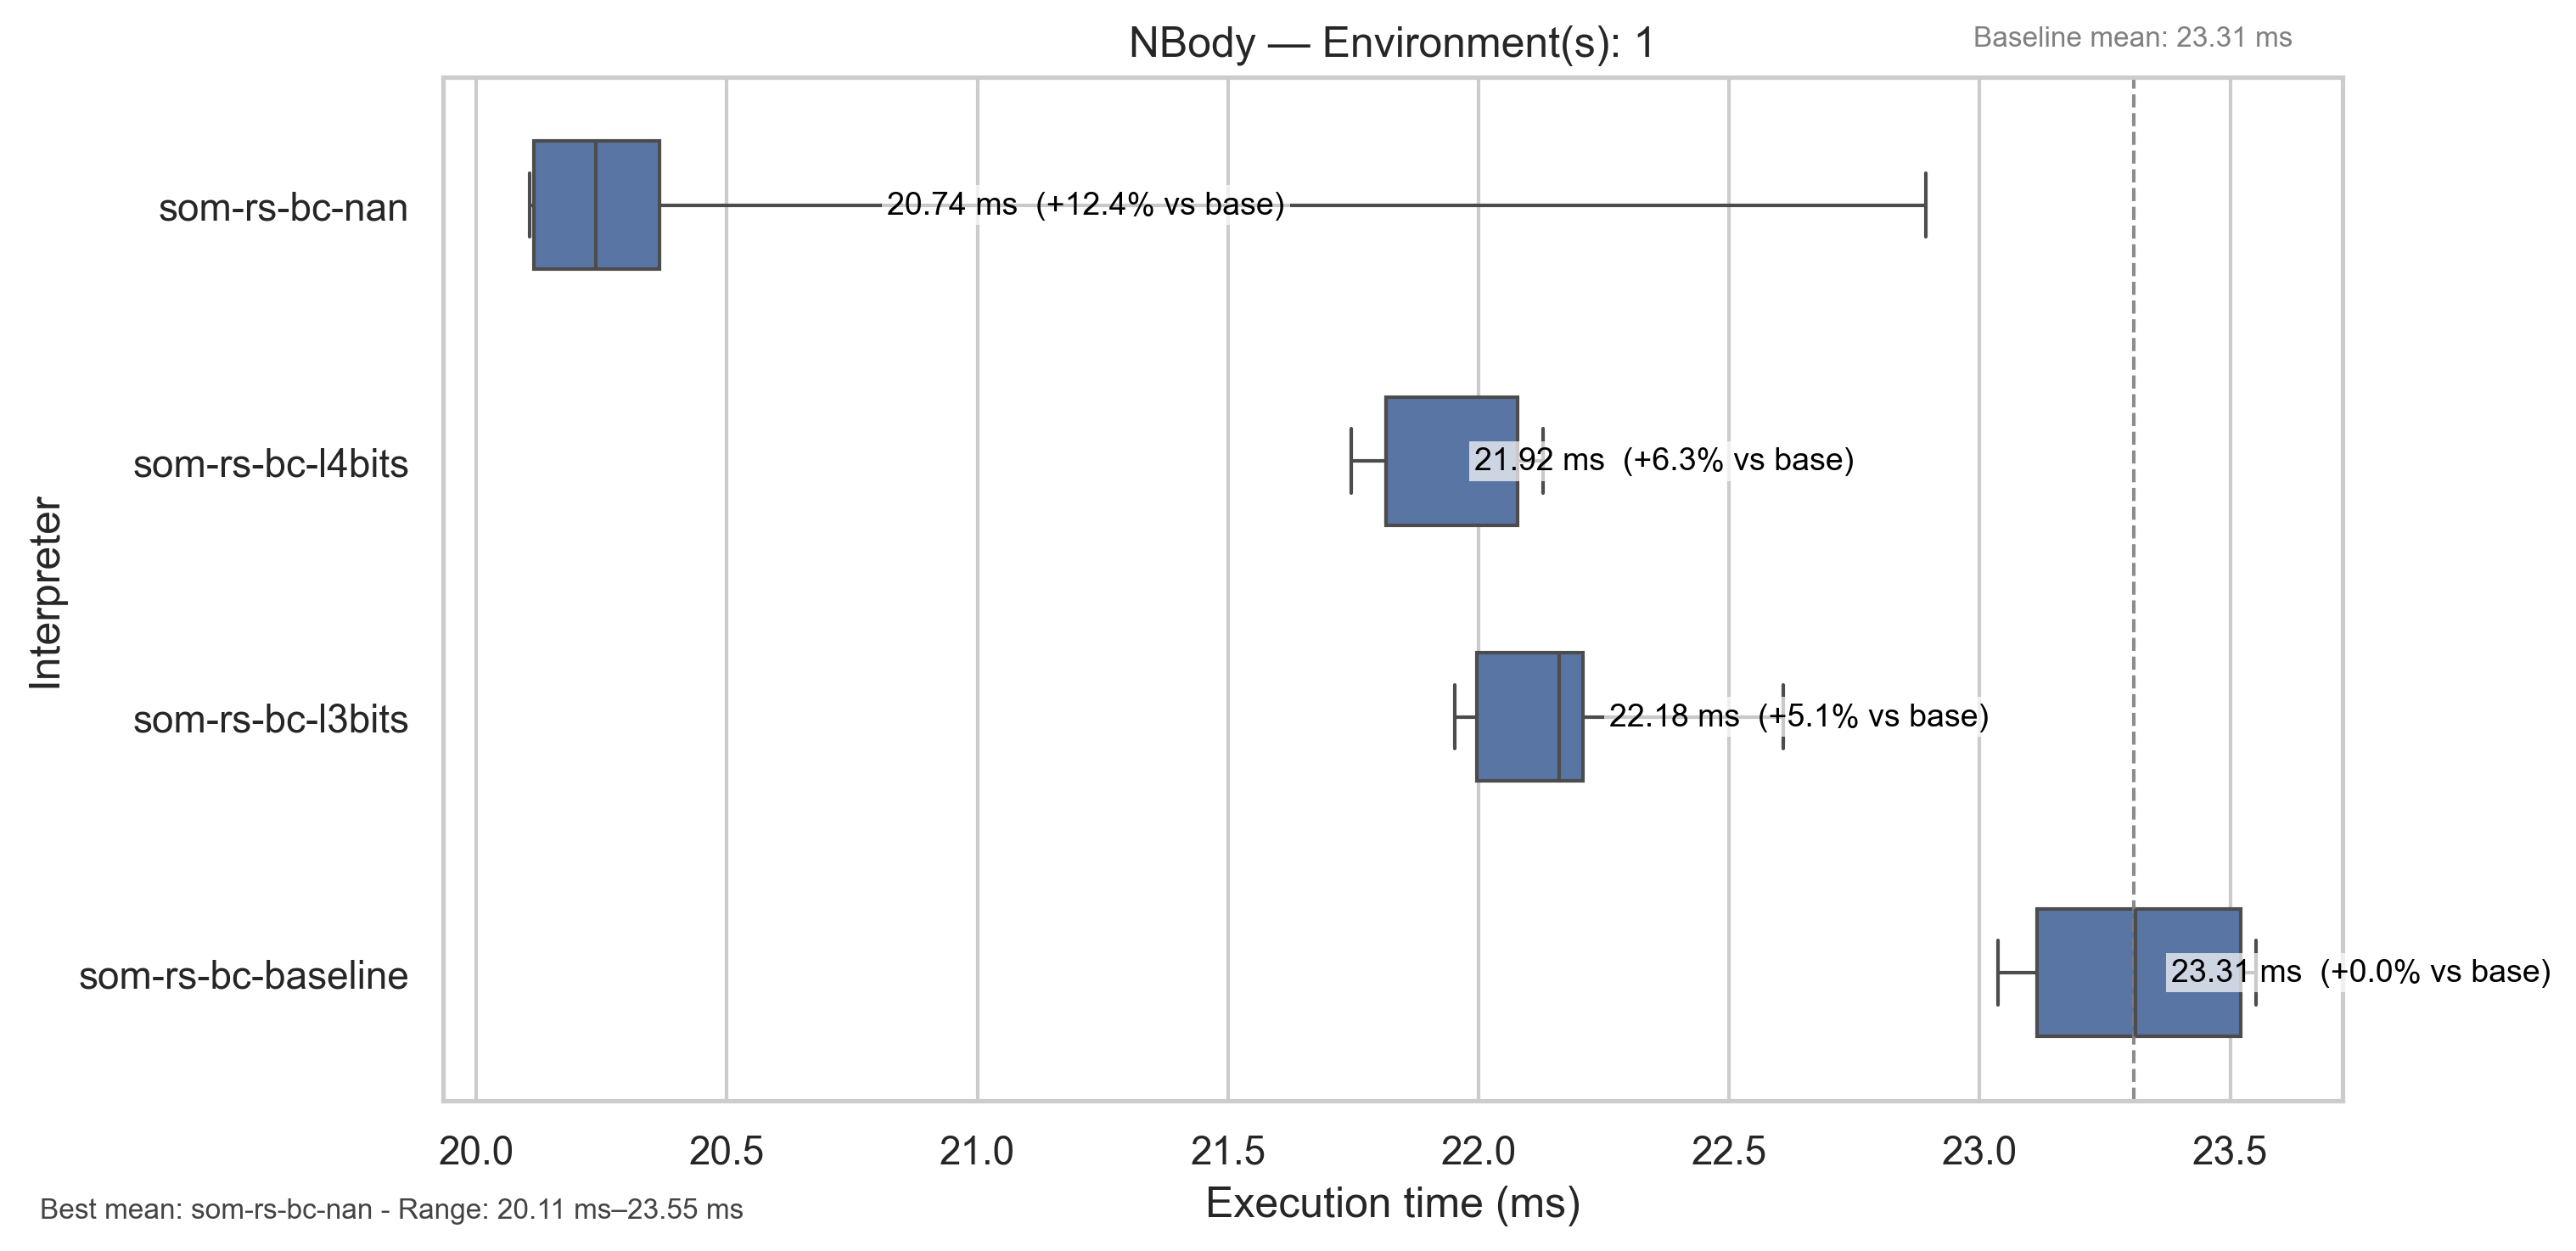 NBody — Environment(s): 1
Baseline mean: 23.31 ms
som-rs-bc-nan
20.74 ms (+12.4% vs base)
som-rs-bc-l4bits
21.92 ms (+6.3% vs base)
Interpreter
som-rs-bc-l3bits
22.18 ms (+5.1% vs base)
som-rs-bc-baseline
23.31 ms (+0.0% vs base)
20.0 20.5 21.0 21.5 22.0 22.5 23.0 23.5
Execution time (ms)
Best mean: som-rs-bc-nan - Range: 20.11 ms–23.55 ms